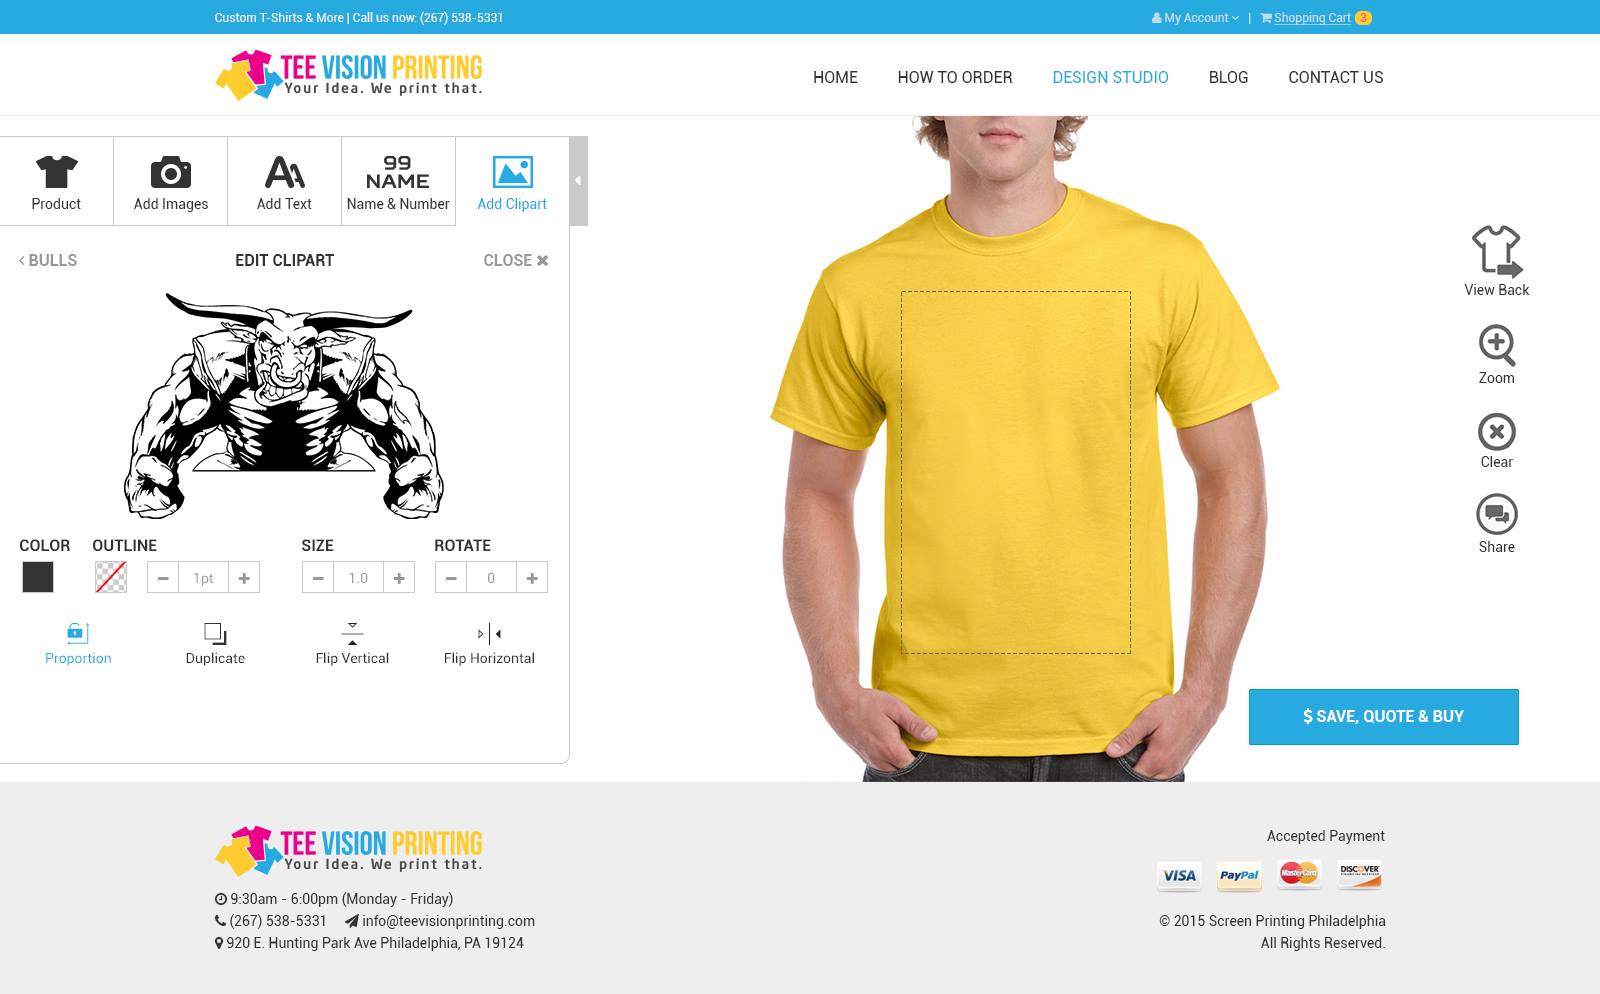 Custom T-Shirts & More | Call us now: (267) 538-5331
My Account | Shopping Cart 3
TEE VISION PRINTING
Your Idea. We print that.
HOME HOW TO ORDER DESIGN STUDIO BLOG CONTACT US
Product
Add Images
Add Text
99
NAME
Name & Number
Add Clipart
BULLS EDIT CLIPART CLOSE
COLOR OUTLINE SIZE ROTATE
1pt 1.0 0
Proportion Duplicate Flip Vertical Flip Horizontal
View Back
Zoom
Clear
Share
$ SAVE, QUOTE & BUY
TEE VISION PRINTING
Your Idea. We print that.
9:30am - 6:00pm (Monday - Friday)
(267) 538-5331 info@teevisionprinting.com
920 E. Hunting Park Ave Philadelphia, PA 19124
Accepted Payment
VISA PayPal MasterCard DISCOVER
© 2015 Screen Printing Philadelphia
All Rights Reserved.